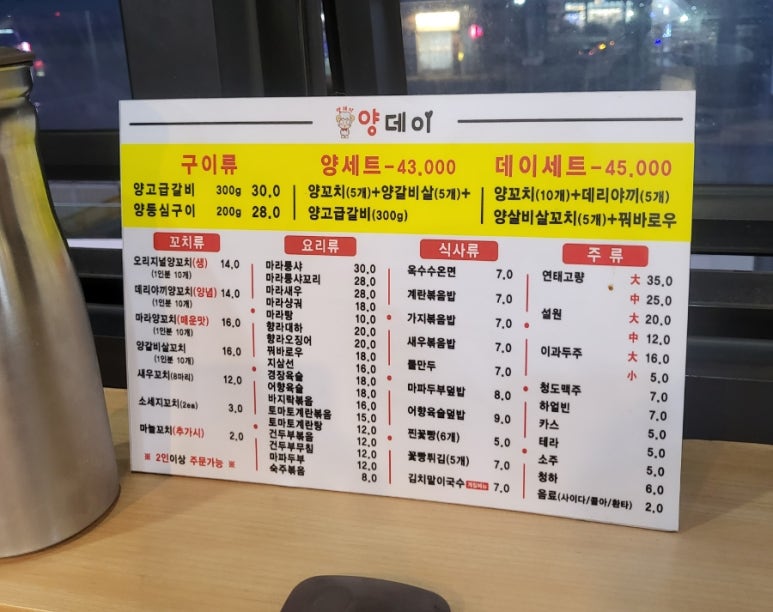 양데이
구이류
양고급갈비 300g 30.0
양등심구이 200g 28.0
양세트-43,000
양꼬치(5개)+양갈비살(5개)+
양고급갈비(300g)
데이세트-45,000
양꼬치(10개)+데리야끼(5개)
양살비살꼬치(5개)+꿔바로우
꼬치류
오리지널양꼬치(생) 14.0
(1인분 10개)
데리야끼양꼬치(양념) 14.0
(1인분 10개)
마라양꼬치(매운맛) 16.0
(1인분 10개)
양갈비살꼬치 16.0
(1인분 10개)
새우꼬치(8마리) 12.0
소세지꼬치(2ea) 3.0
마늘꼬치(추가시) 2.0
※ 2인이상 주문가능 ※
요리류
마라롱샤 30.0
마라롱샤꼬리 28.0
마라새우 28.0
마라샹궈 18.0
마라탕 10.0
향라대하 20.0
향라오징어 20.0
꿔바로우 18.0
지삼선 16.0
경장육슬 18.0
어향육슬 18.0
바지락볶음 16.0
토마토계란볶음 15.0
토마토계란탕 12.0
건두부볶음 12.0
건두부무침 12.0
마파두부 12.0
숙주볶음 8.0
식사류
옥수수온면 7.0
계란볶음밥 7.0
가지볶음밥 7.0
새우볶음밥 7.0
물만두 7.0
마파두부덮밥 8.0
어향육슬덮밥 9.0
찐꽃빵(6개) 7.0
꽃빵튀김(5개) 7.0
김치말이국수 7.0
주 류
연태고량 大 35.0
中 25.0
설원 大 20.0
中 12.0
이과두주 大 16.0
小 5.0
청도맥주 7.0
하얼빈 7.0
카스 5.0
테라 5.0
소주 5.0
청하 6.0
음료(사이다/콜아/환타) 2.0